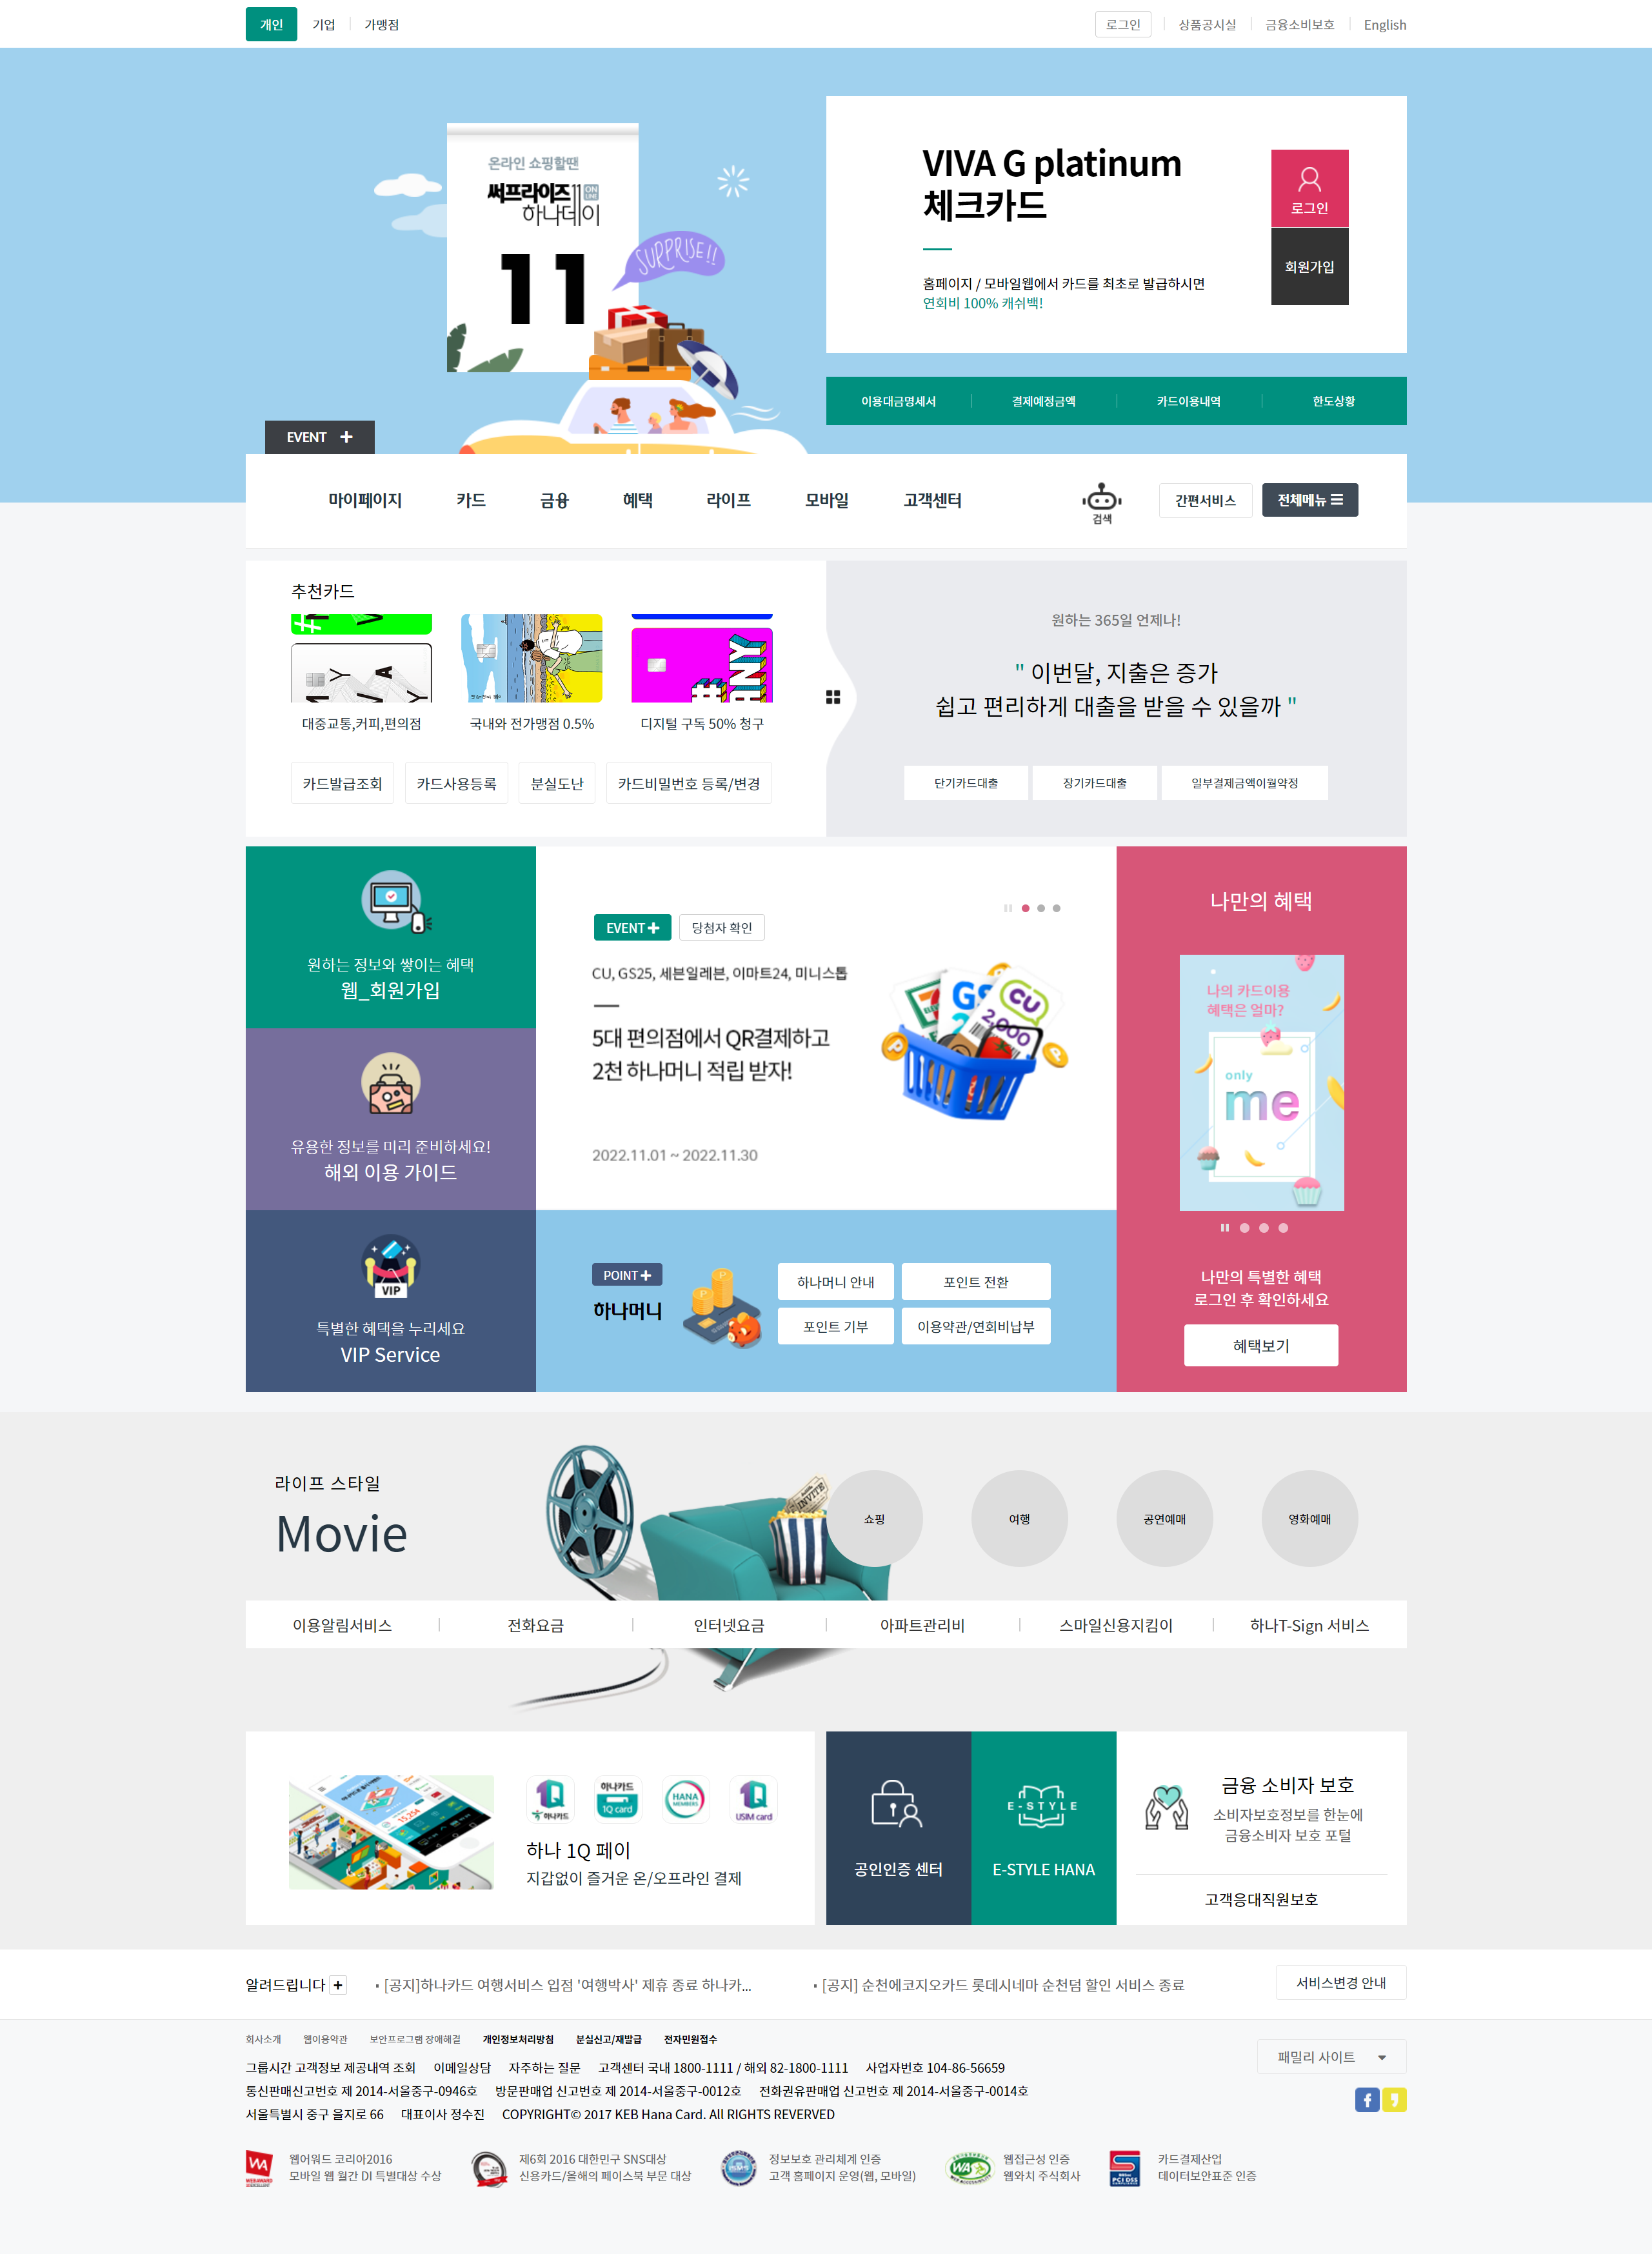 개인 기업 가맹점
로그인 상품공시실 금융소비보호 English
온라인 쇼핑할땐
써프라이즈 11 ON LINE
하나데이
11
SURPRISE!!
EVENT
VIVA G platinum
체크카드
홈페이지 / 모바일웹에서 카드를 최초로 발급하시면
연회비 100% 캐쉬백!
로그인
회원가입
이용대금명세서 결제예정금액 카드이용내역 한도상황
마이페이지 카드 금융 혜택 라이프 모바일 고객센터
검색
간편서비스
전체메뉴
추천카드
대중교통,커피,편의점
국내와 전가맹점 0.5%
디지털 구독 50% 청구
카드발급조회 카드사용등록 분실도난 카드비밀번호 등록/변경
원하는 365일 언제나!
" 이번달, 지출은 증가
쉽고 편리하게 대출을 받을 수 있을까 "
단기카드대출 장기카드대출 일부결제금액이월약정
원하는 정보와 쌓이는 혜택
웹_회원가입
유용한 정보를 미리 준비하세요!
해외 이용 가이드
VIP
특별한 혜택을 누리세요
VIP Service
EVENT 당첨자 확인
CU, GS25, 세븐일레븐, 이마트24, 미니스톱
5대 편의점에서 QR결제하고
2천 하나머니 적립 받자!
2022.11.01 ~ 2022.11.30
CU
2,000
POINT
하나머니
하나머니 안내 포인트 전환
포인트 기부 이용약관/연회비납부
나만의 혜택
나의 카드이용
혜택은 얼마?
only
me
나만의 특별한 혜택
로그인 후 확인하세요
혜택보기
라이프 스타일
Movie
INVITE
쇼핑 여행 공연예매 영화예매
이용알림서비스 전화요금 인터넷요금 아파트관리비 스마일신용지킴이 하나T-Sign 서비스
1Q 하나카드
하나카드 1Q card
HANA MEMBERS
1Q USIM card
하나 1Q 페이
지갑없이 즐거운 온/오프라인 결제
공인인증 센터
E-STYLE
E-STYLE HANA
금융 소비자 보호
소비자보호정보를 한눈에
금융소비자 보호 포털
고객응대직원보호
알려드립니다
[공지]하나카드 여행서비스 입점 '여행박사' 제휴 종료 하나카...
[공지] 순천에코지오카드 롯데시네마 순천덤 할인 서비스 종료
서비스변경 안내
회사소개 웹이용약관 보안프로그램 장애해결 개인정보처리방침 분실신고/재발급 전자민원접수
그룹시간 고객정보 제공내역 조회 이메일상담 자주하는 질문 고객센터 국내 1800-1111 / 해외 82-1800-1111 사업자번호 104-86-56659
통신판매신고번호 제 2014-서울중구-0946호 방문판매업 신고번호 제 2014-서울중구-0012호 전화권유판매업 신고번호 제 2014-서울중구-0014호
서울특별시 중구 을지로 66 대표이사 정수진 COPYRIGHT© 2017 KEB Hana Card. All RIGHTS REVERVED
패밀리 사이트
WA
웹어워드 코리아2016
모바일 웹 월간 DI 특별대상 수상
제6회 2016 대한민구 SNS대상
신용카드/올해의 페이스북 부문 대상
정보보호 관리체계 인증
고객 홈페이지 운영(웹, 모바일)
WA
웹접근성 인증
웹와치 주식회사
PCI DSS
카드결제산업
데이터보안표준 인증